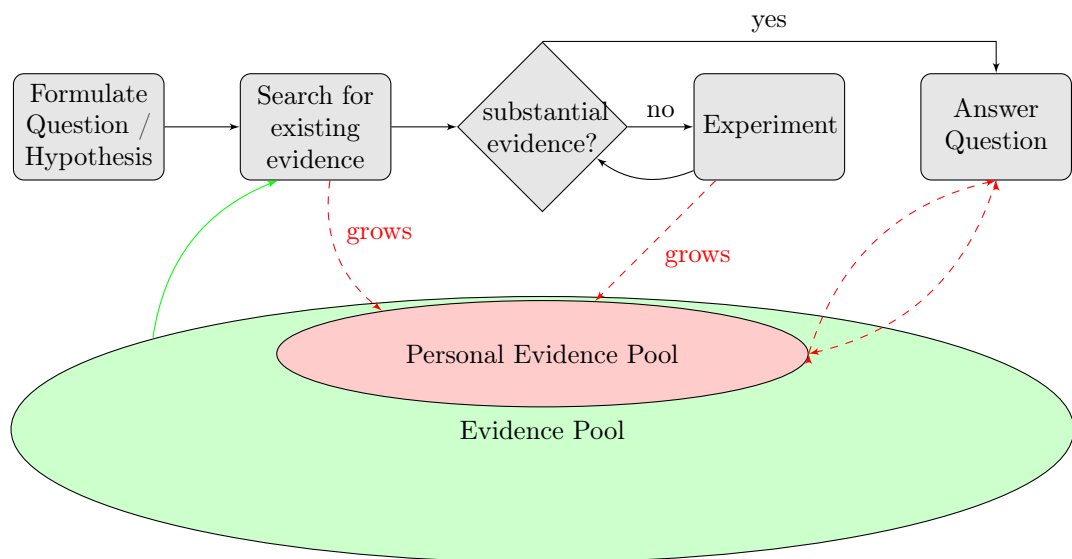 yes
Formulate
Question /
Hypothesis
Search for
existing
evidence
substantial
evidence?
no
Experiment
Answer
Question
grows
grows
Personal Evidence Pool
Evidence Pool